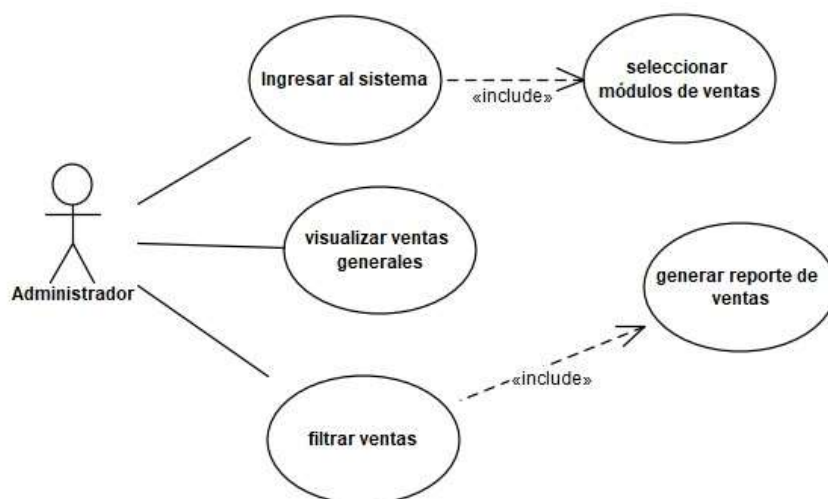 Ingresar al sistema
«include»
seleccionar
módulos de ventas
visualizar ventas
generales
Administrador
generar reporte de
ventas
«include»
filtrar ventas